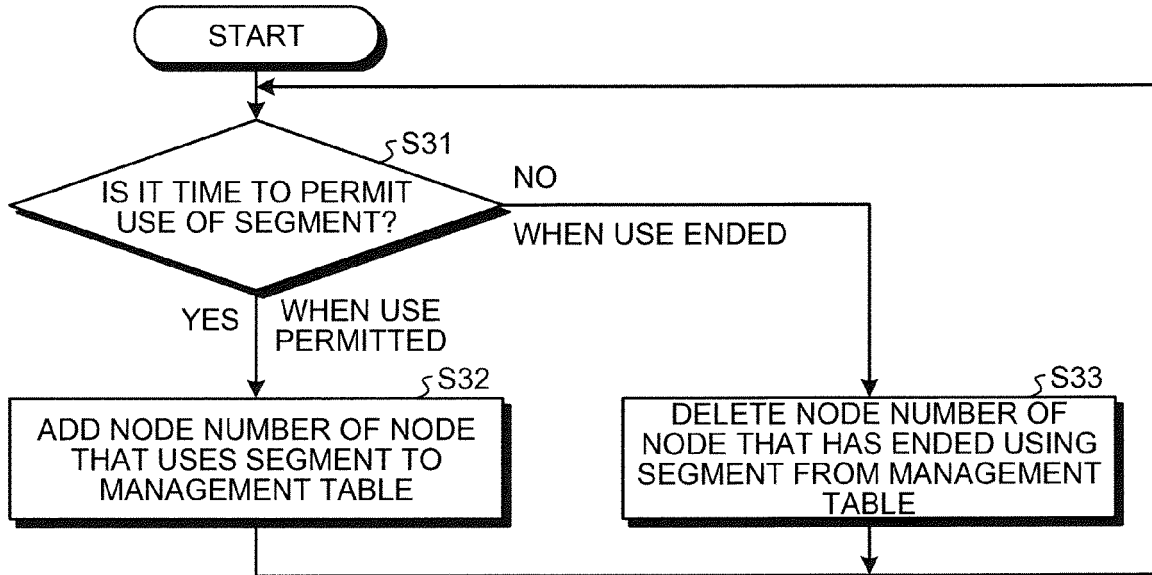 START
S31
IS IT TIME TO PERMIT
USE OF SEGMENT?
NO
WHEN USE ENDED
YES
WHEN USE
PERMITTED
S32
ADD NODE NUMBER OF NODE
THAT USES SEGMENT TO
MANAGEMENT TABLE
S33
DELETE NODE NUMBER OF
NODE THAT HAS ENDED USING
SEGMENT FROM MANAGEMENT
TABLE